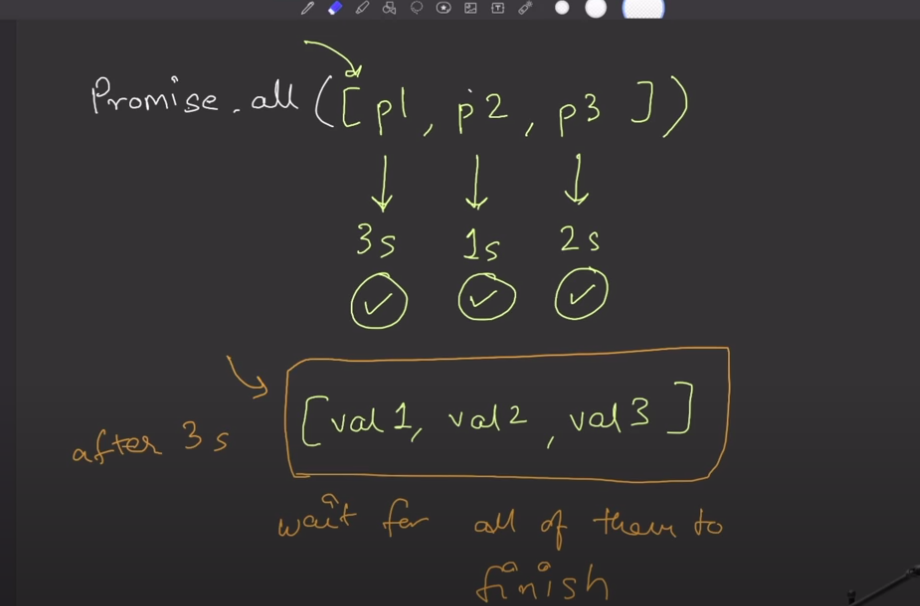 Promise.all([p1, p2, p3])
3s 1s 2s
[val1, val2, val3]
after 3s
wait for all of them to
finish